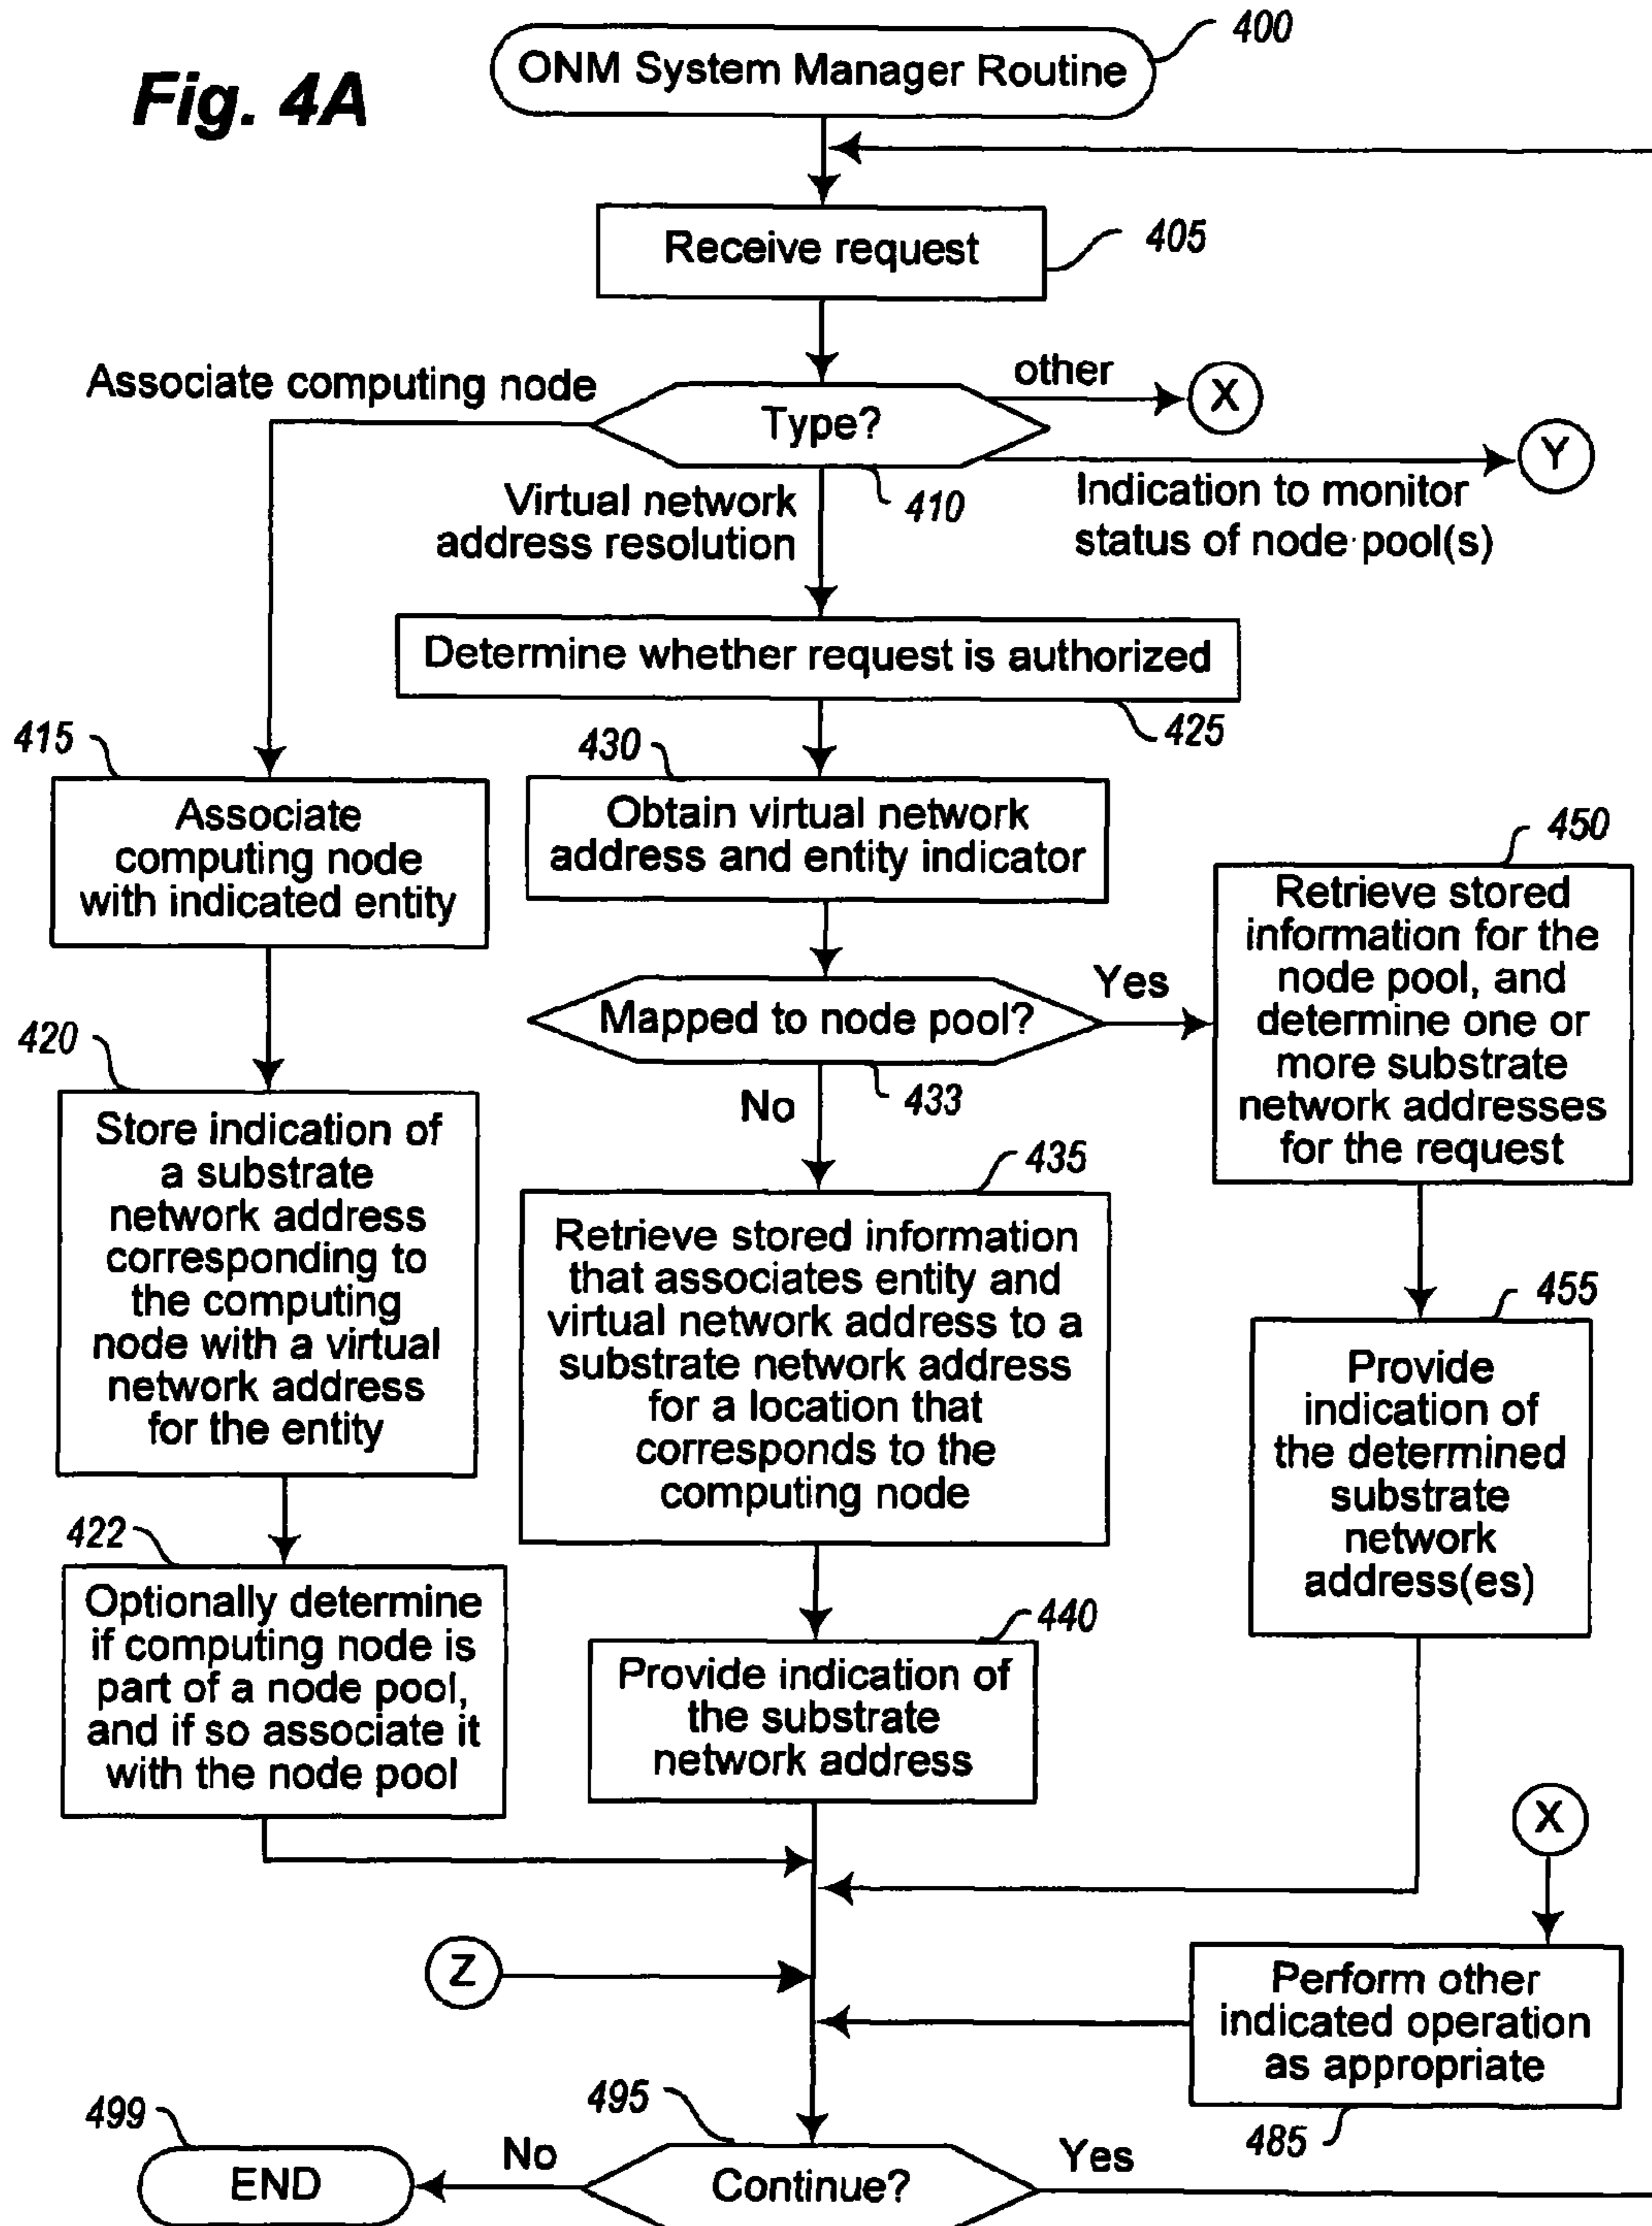 Fig. 4A
ONM System Manager Routine
400
Receive request
405
Associate computing node
Type?
410
other
X
Y
Indication to monitor
status of node pool(s)
Virtual network
address resolution
Determine whether request is authorized
425
415
Associate
computing node
with indicated entity
430
Obtain virtual network
address and entity indicator
Mapped to node pool?
433
Yes
No
450
Retrieve stored
information for the
node pool, and
determine one or
more substrate
network addresses
for the request
420
Store indication of
a substrate
network address
corresponding to
the computing
node with a virtual
network address
for the entity
435
Retrieve stored information
that associates entity and
virtual network address to a
substrate network address
for a location that
corresponds to the
computing node
455
Provide
indication of
the determined
substrate
network
address(es)
422
Optionally determine
if computing node is
part of a node pool,
and if so associate it
with the node pool
440
Provide indication of
the substrate
network address
X
Z
Perform other
indicated operation
as appropriate
485
495
Continue?
Yes
No
499
END